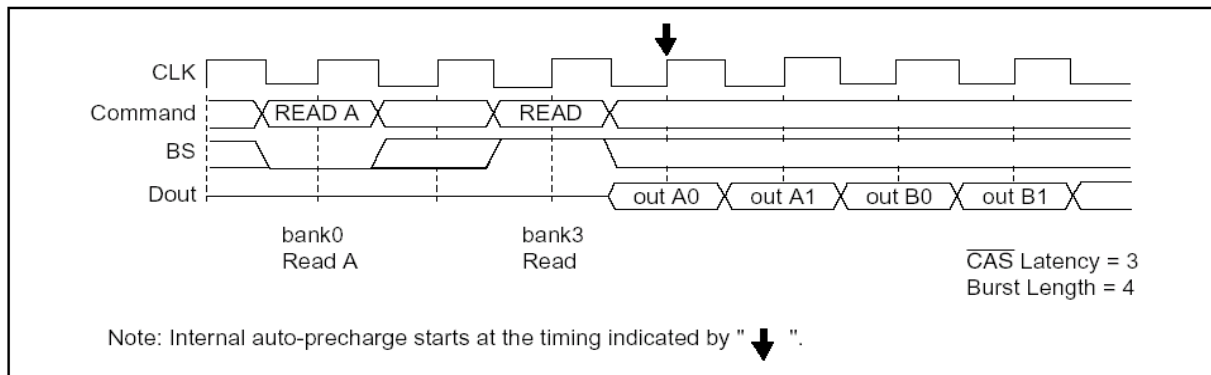 CLK
Command READ A READ
BS
Dout out A0 out A1 out B0 out B1
bank0 bank3
Read A Read
CAS Latency = 3
Burst Length = 4
Note: Internal auto-precharge starts at the timing indicated by " ".